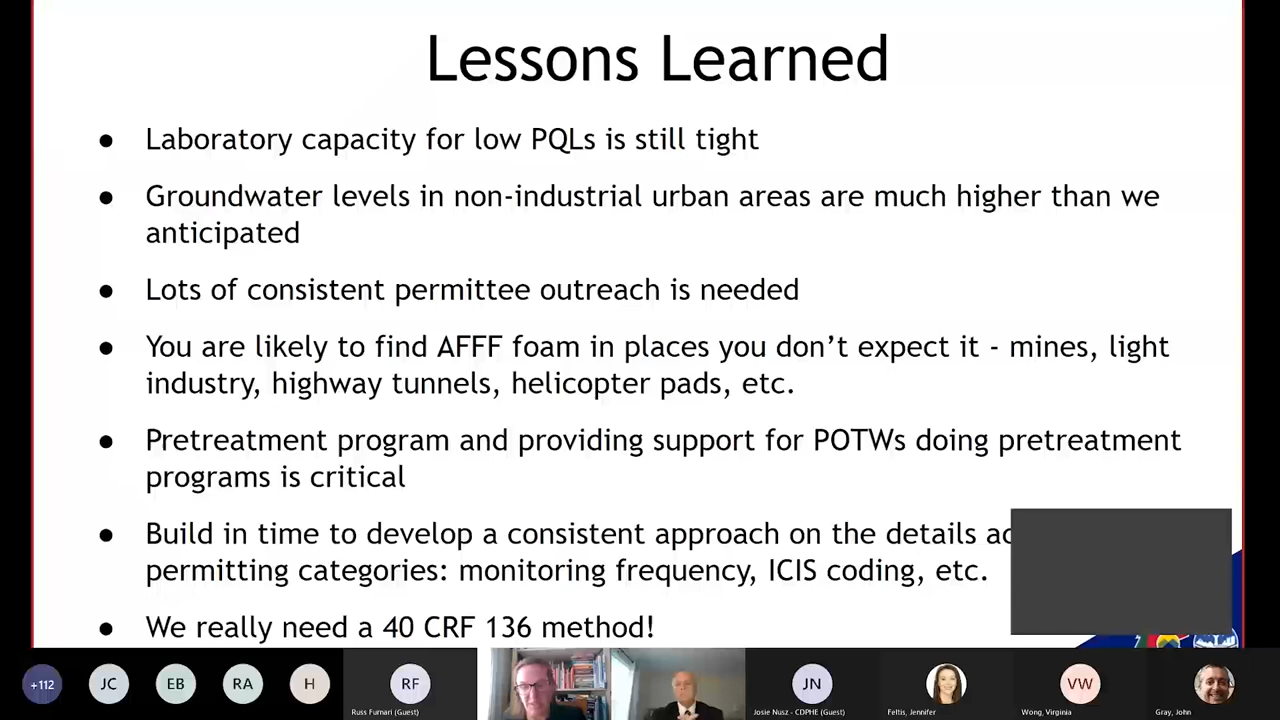 Lessons Learned
● Laboratory capacity for low PQLs is still tight
● Groundwater levels in non-industrial urban areas are much higher than we
anticipated
● Lots of consistent permittee outreach is needed
● You are likely to find AFFF foam in places you don’t expect it - mines, light
industry, highway tunnels, helicopter pads, etc.
● Pretreatment program and providing support for POTWs doing pretreatment
programs is critical
● Build in time to develop a consistent approach on the details
permitting categories: monitoring frequency, ICIS coding, etc.
● We really need a 40 CRF 136 method!
+112 JC EB RA H RF JN VW
Russ Furnari (Guest) Josie Nusz - CDPHE (Guest) Feltis, Jennifer Wong, Virginia Gray, John